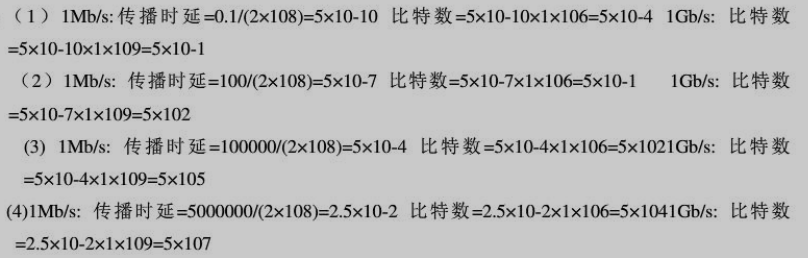 （1）1Mb/s:传播时延=0.1/(2×108)=5×10-10 比特数=5×10-10×1×106=5×10-4 1Gb/s: 比特数
=5×10-10×1×109=5×10-1
（2）1Mb/s: 传播时延=100/(2×108)=5×10-7 比特数=5×10-7×1×106=5×10-1 1Gb/s: 比特数
=5×10-7×1×109=5×102
(3) 1Mb/s: 传播时延=100000/(2×108)=5×10-4 比特数=5×10-4×1×106=5×1021Gb/s: 比特数
=5×10-4×1×109=5×105
(4)1Mb/s: 传播时延=5000000/(2×108)=2.5×10-2 比特数=2.5×10-2×1×106=5×1041Gb/s: 比特数
=2.5×10-2×1×109=5×107